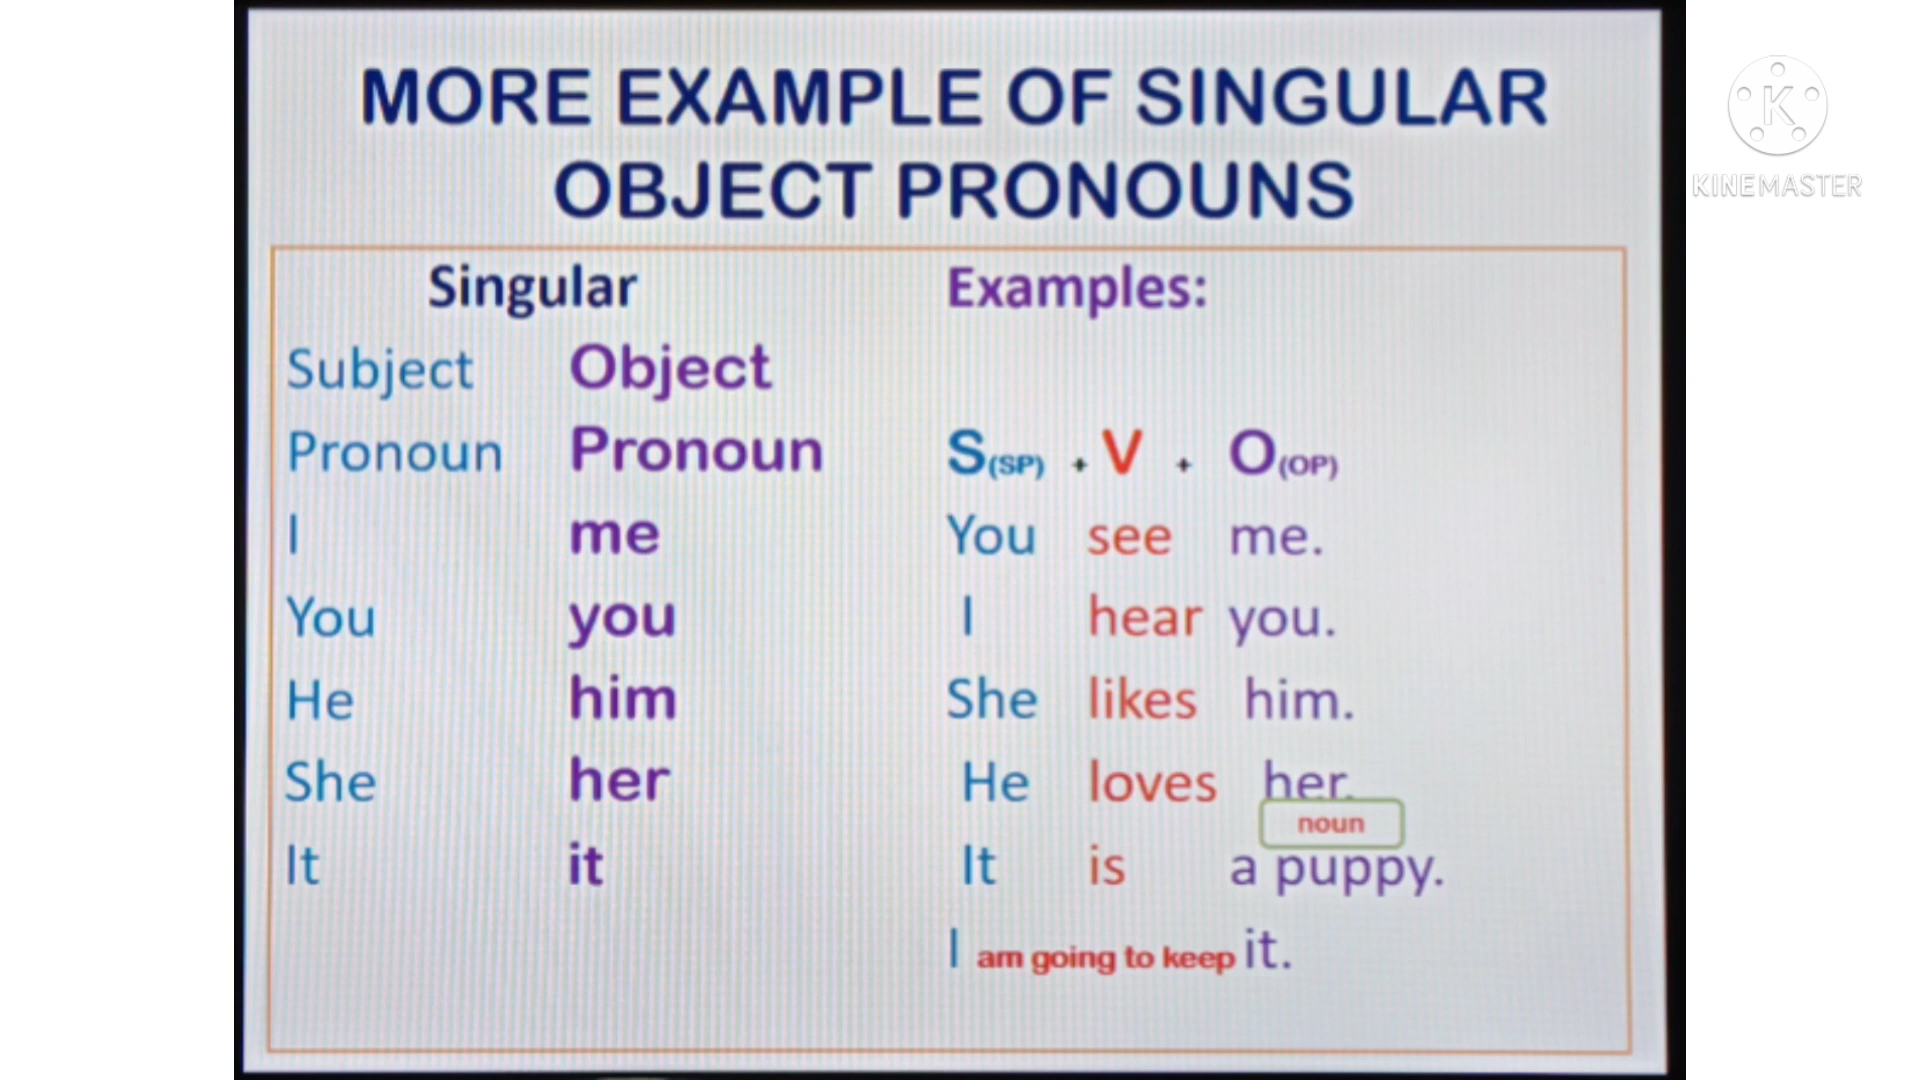 MORE EXAMPLE OF SINGULAR
OBJECT PRONOUNS
Singular
Subject Object
Pronoun Pronoun
I me
You you
He him
She her
It it
Examples:
S(SP) + V + O(OP)
You see me.
I hear you.
She likes him.
He loves her.
noun
It is a puppy.
I am going to keep it.
K
KINEMASTER